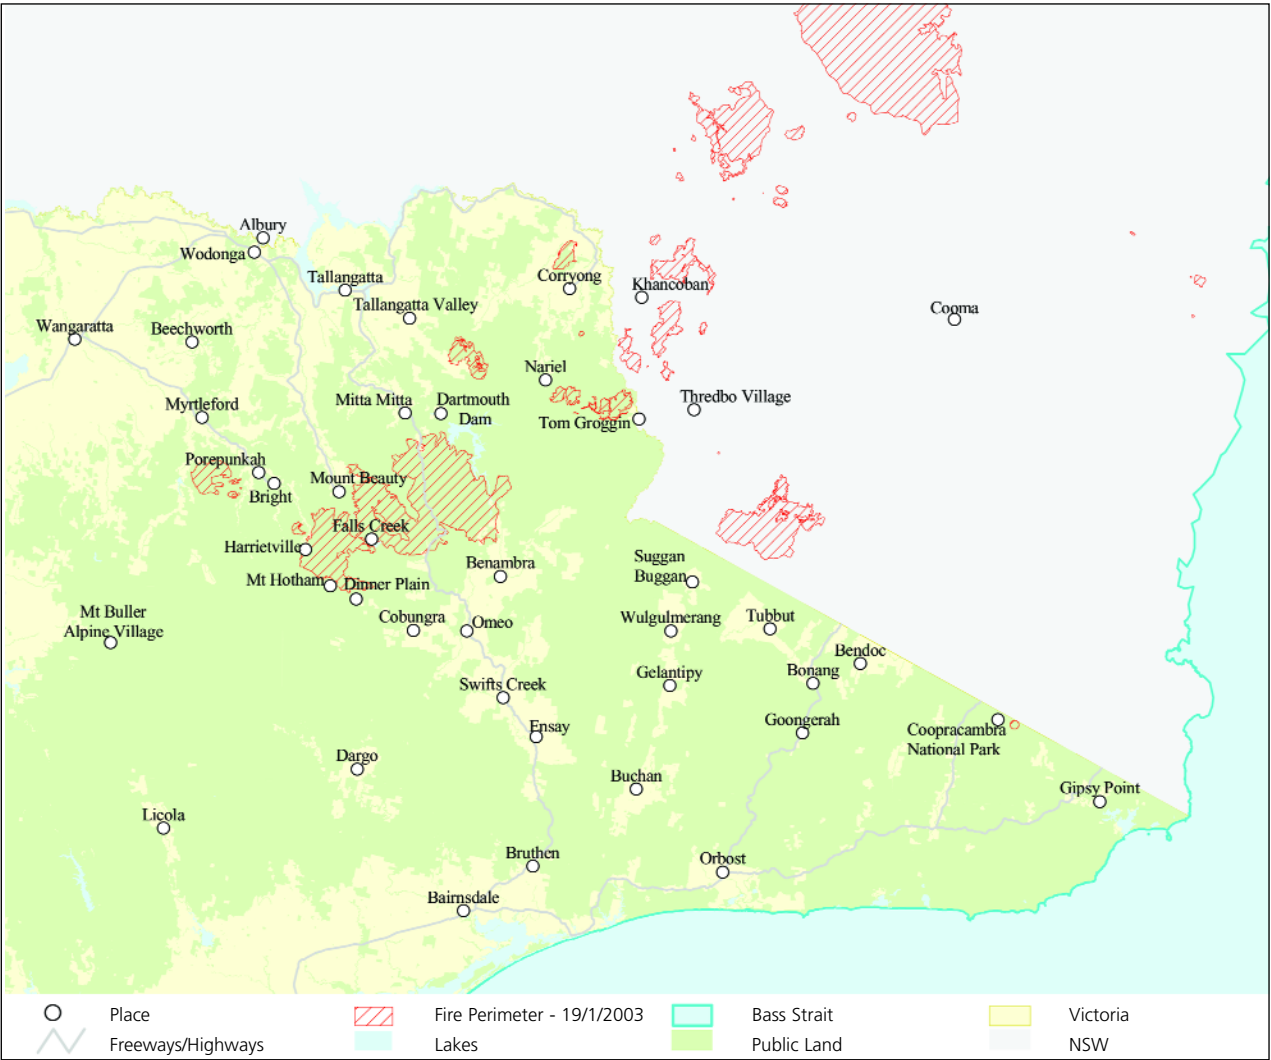 Albury
Wodonga
Tallangatta
Corryong
Khancoban
Tallangatta Valley
Cooma
Wangaratta
Beechworth
Nariel
Mitta Mitta
Dartmouth
Dam
Thredbo Village
Myrtleford
Tom Groggin
Porepunkah
Mount Beauty
Bright
Falls Creek
Harrietville
Suggan
Buggan
Benambra
Mt Hotham
Dinner Plain
Mt Buller
Alpine Village
Cobungra
Omeo
Wulgulmerang
Tubbut
Bendoc
Bonang
Gelantipy
Swifts Creek
Goongerah
Ensay
Coopracambra
National Park
Dargo
Buchan
Gipsy Point
Licola
Bruthen
Orbost
Bairnsdale
Place
Fire Perimeter - 19/1/2003
Bass Strait
Victoria
Freeways/Highways
Lakes
Public Land
NSW